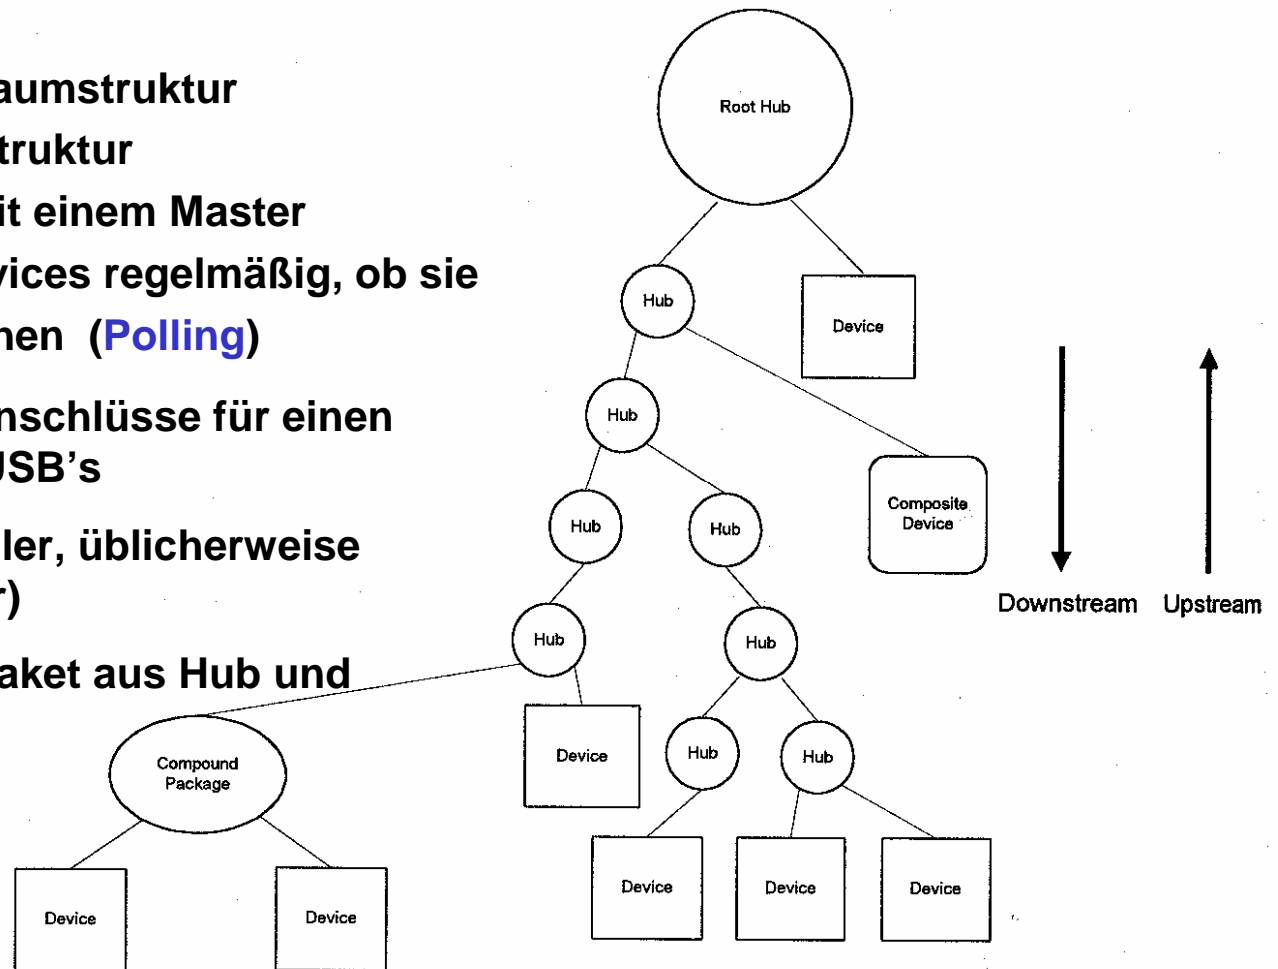 aumstruktur
truktur
it einem Master
vices regelmäßig, ob sie
nen (Polling)
nschlüsse für einen
JSB's
ler, üblicherweise
r)
aket aus Hub und
Root Hub
Hub
Device
Hub
Composite
Device
Hub
Hub
Downstream
Upstream
Hub
Hub
Compound
Package
Device
Hub
Hub
Device
Device
Device
Device
Device